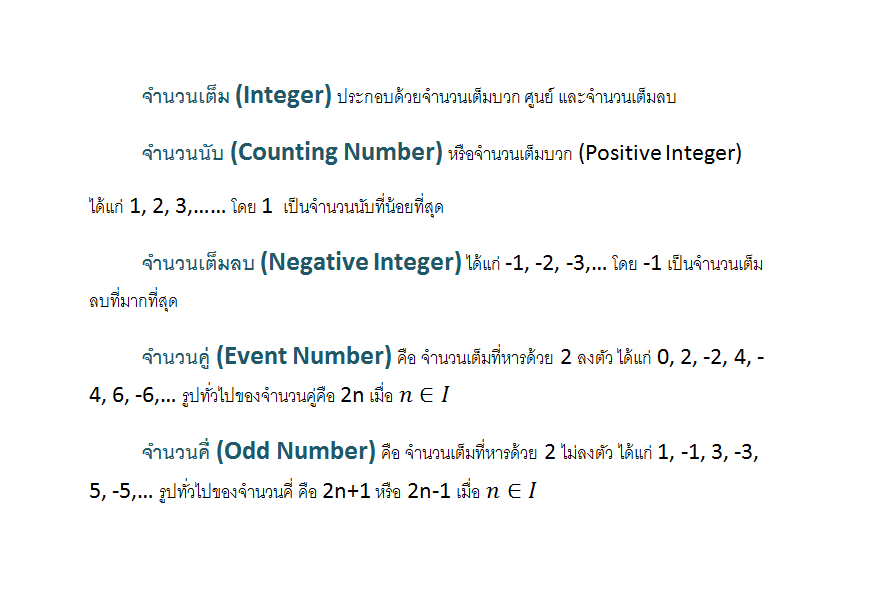 จำนวนเต็ม (Integer) ประกอบด้วยจำนวนเต็มบวก ศูนย์ และจำนวนเต็มลบ
จำนวนนับ (Counting Number) หรือจำนวนเต็มบวก (Positive Integer)
ได้แก่ 1, 2, 3,…… โดย 1 เป็นจำนวนนับที่น้อยที่สุด
จำนวนเต็มลบ (Negative Integer) ได้แก่ -1, -2, -3,… โดย -1 เป็นจำนวนเต็ม
ลบที่มากที่สุด
จำนวนคู่ (Event Number) คือ จำนวนเต็มที่หารด้วย 2 ลงตัว ได้แก่ 0, 2, -2, 4, -
4, 6, -6,… รูปทั่วไปของจำนวนคู่คือ 2n เมื่อ 𝑛 ∈ 𝐼
จำนวนคี่ (Odd Number) คือ จำนวนเต็มที่หารด้วย 2 ไม่ลงตัว ได้แก่ 1, -1, 3, -3,
5, -5,… รูปทั่วไปของจำนวนคี่ คือ 2n+1 หรือ 2n-1 เมื่อ 𝑛 ∈ 𝐼